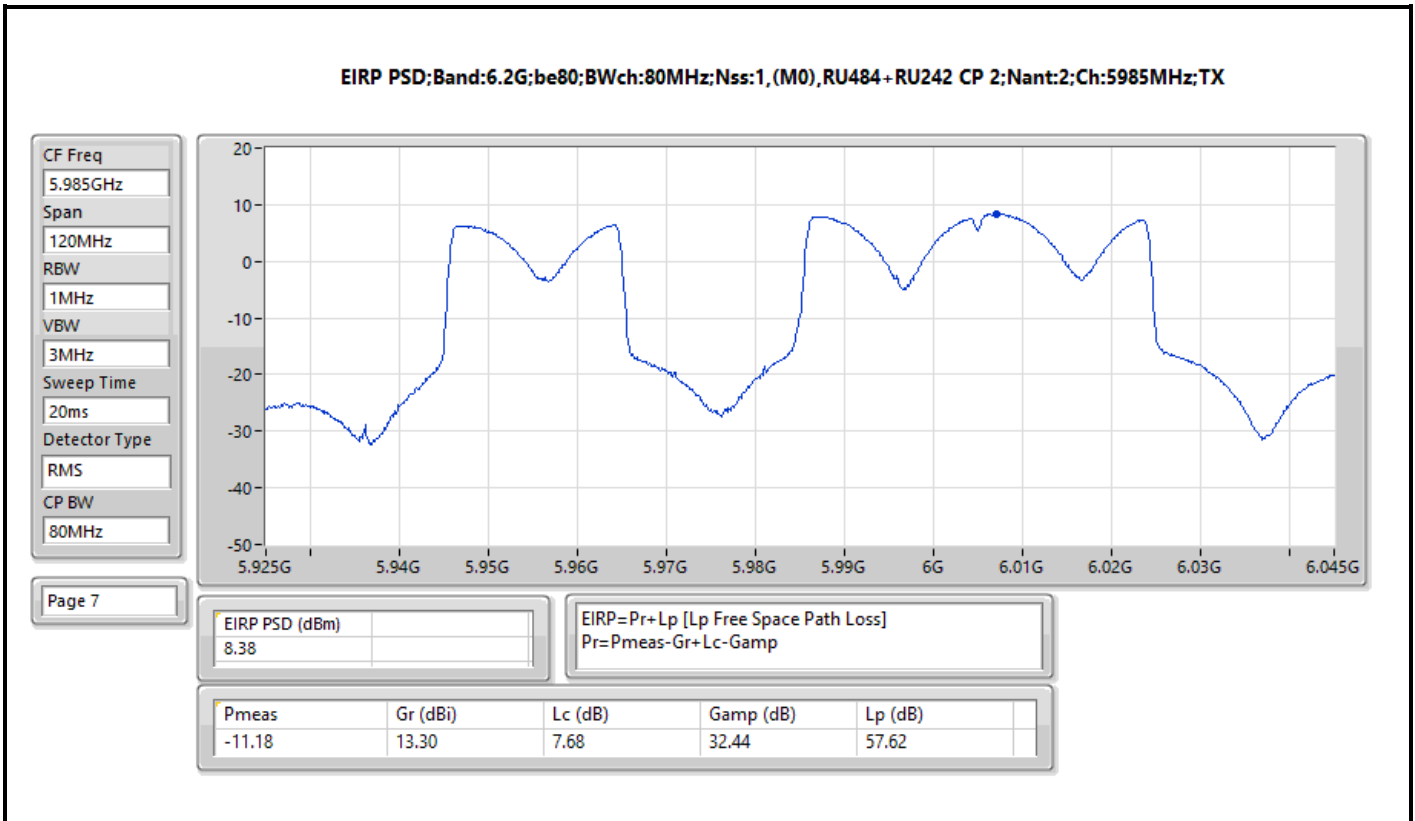 EIRP PSD;Band:6.2G;be80;BWch:80MHz;Nss:1,(M0),RU484+RU242 CP 2;Nant:2;Ch:5985MHz;TX
CF Freq
5.985GHz
Span
120MHz
RBW
1MHz
VBW
3MHz
Sweep Time
20ms
Detector Type
RMS
CP BW
80MHz
Page 7
20
10
0
-10
-20
-30
-40
-50
5.925G 5.94G 5.95G 5.96G 5.97G 5.98G 5.99G 6G 6.01G 6.02G 6.03G 6.045G
EIRP PSD (dBm)
8.38
EIRP=Pr+Lp [Lp Free Space Path Loss]
Pr=Pmeas-Gr+Lc-Gamp
Pmeas Gr (dBi) Lc (dB) Gamp (dB) Lp (dB)
-11.18 13.30 7.68 32.44 57.62